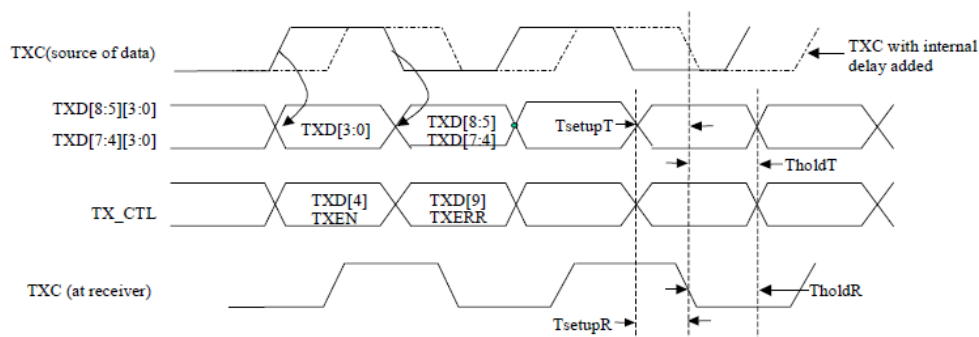 TXC(source of data)
TXC with internal
delay added
TXD[8:5][3:0]
TXD[7:4][3:0]
TXD[3:0]
TXD[8:5]
TXD[7:4]
TsetupT
TholdT
TX_CTL
TXD[4]
TXEN
TXD[9]
TXERR
TXC (at receiver)
TholdR
TsetupR